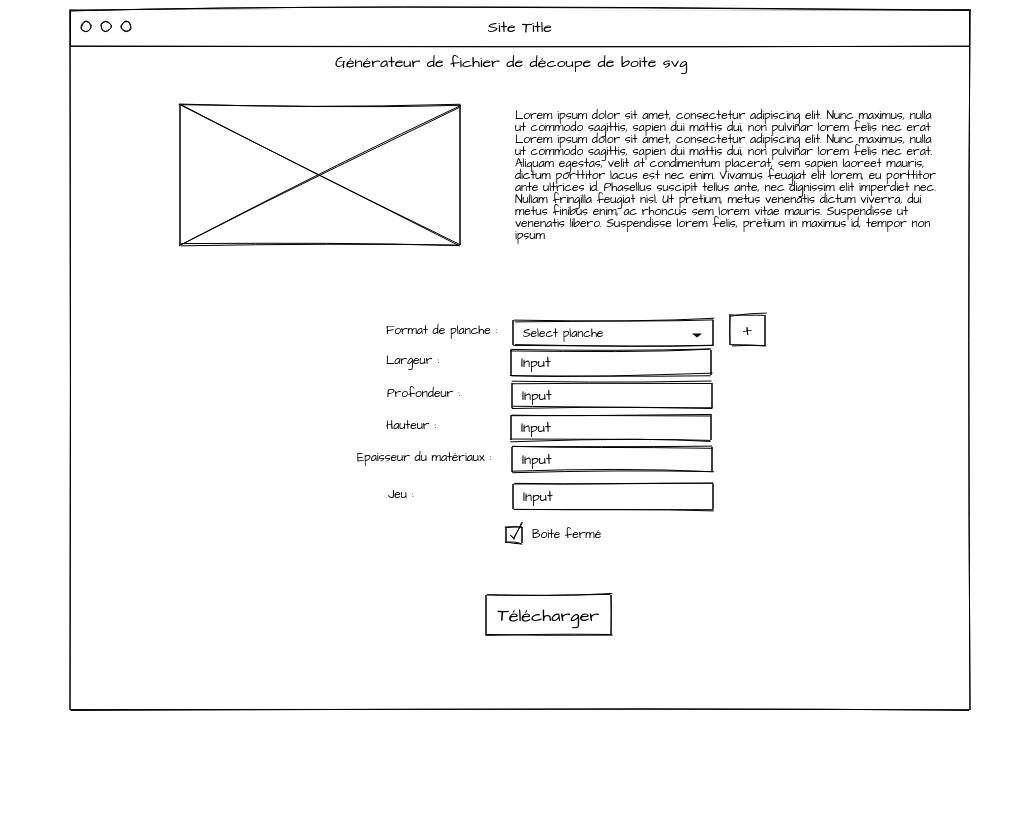 Site Title
Générateur de fichier de découpe de boite svg
Lorem ipsum dolor sit amet, consectetur adipiscing elit. Nunc maximus, nulla
ut commodo sagittis, sapien dui mattis dui, non pulvinar lorem felis nec erat
Lorem ipsum dolor sit amet, consectetur adipiscing elit. Nunc maximus, nulla
ut commodo sagittis, sapien dui mattis dui, non pulvinar lorem felis nec erat.
Aliquam egestas, velit at condimentum placerat, sem sapien laoreet mauris,
dictum porttitor lacus est nec enim. Vivamus feugiat elit lorem, eu porttitor
ante ultrices id. Phasellus suscipit tellus ante, nec dignissim elit imperdiet nec.
Nullam fringilla feugiat nisl. Ut pretium, metus venenatis dictum viverra, dui
metus finibus enim, ac rhoncus sem lorem vitae mauris. Suspendisse ut
venenatis libero. Suspendisse lorem felis, pretium in maximus id, tempor non
ipsum
Format de planche : Select planche +
Largeur : Input
Profondeur : Input
Hauteur : Input
Epaisseur du matériaux : Input
Jeu : Input
Boite fermé
Télécharger